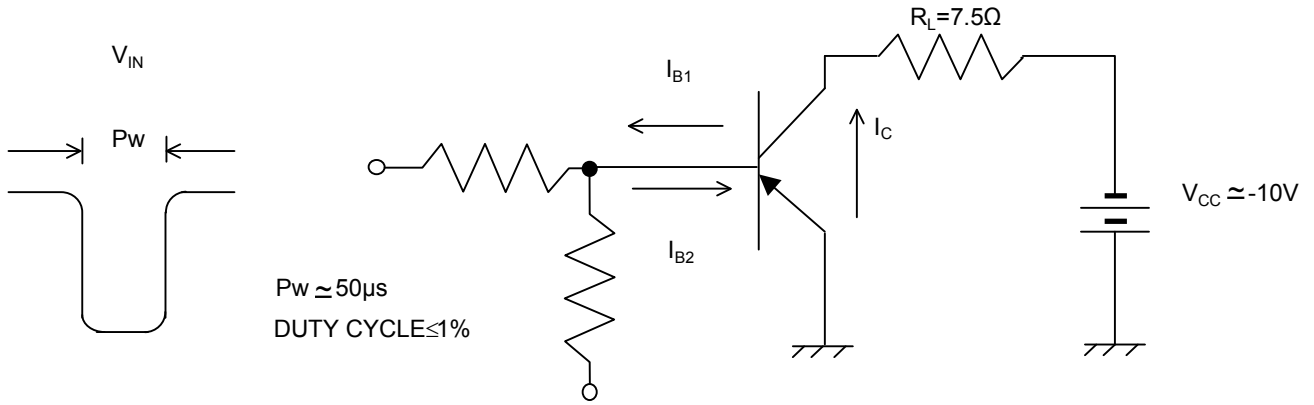 R_L=7.5Ω
V_IN
I_B1
Pw
I_C
V_CC ≃ -10V
I_B2
Pw ≃ 50µs
DUTY CYCLE≤1%